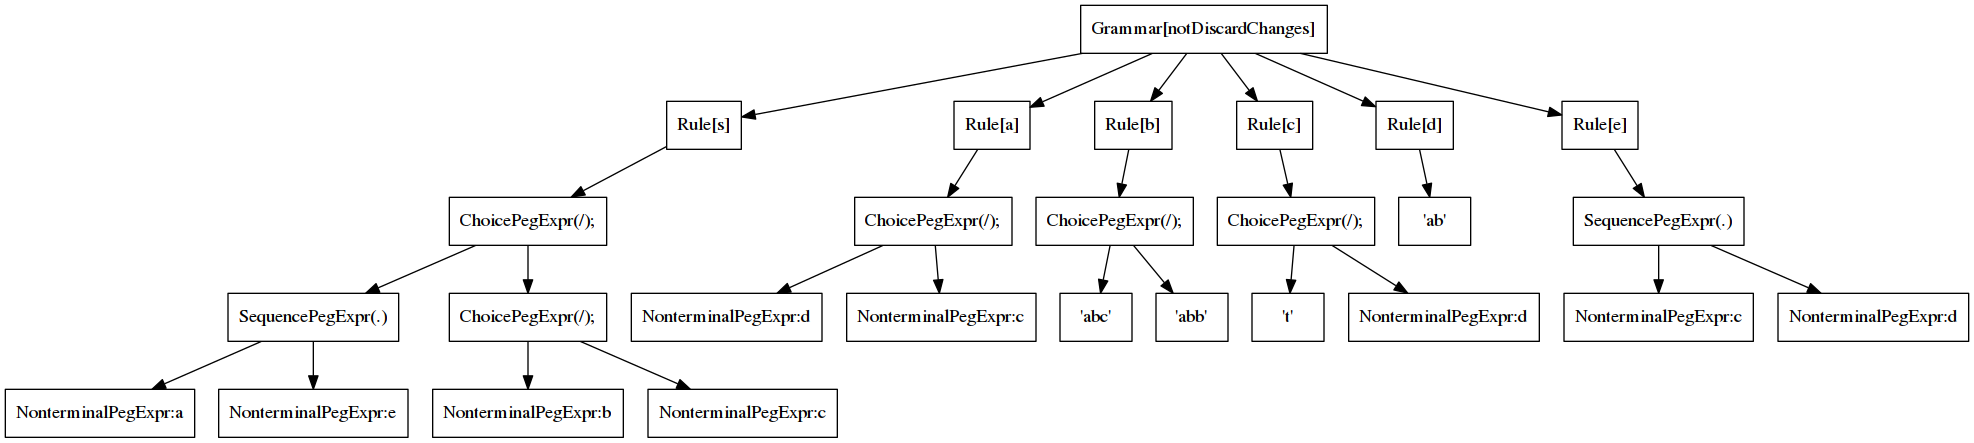 Grammar[notDiscardChanges]
Rule[s]
Rule[a]
Rule[b]
Rule[c]
Rule[d]
Rule[e]
ChoicePegExpr(/);
ChoicePegExpr(/);
ChoicePegExpr(/);
ChoicePegExpr(/);
'ab'
SequencePegExpr(.)
SequencePegExpr(.)
ChoicePegExpr(/);
NonterminalPegExpr:d
NonterminalPegExpr:c
'abc'
'abb'
't'
NonterminalPegExpr:d
NonterminalPegExpr:c
NonterminalPegExpr:d
NonterminalPegExpr:a
NonterminalPegExpr:e
NonterminalPegExpr:b
NonterminalPegExpr:c